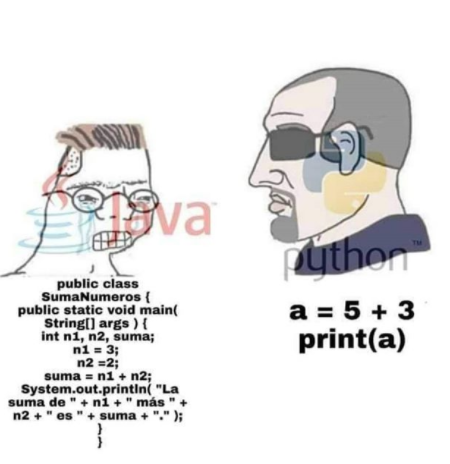 Java
public class
SumaNumeros {
public static void main(
String[] args ) {
int n1, n2, suma;
n1 = 3;
n2 =2;
suma = n1 + n2;
System.out.println( "La
suma de " + n1 + " más " +
n2 + " es " + suma + "." );
}
}
python™
a = 5 + 3
print(a)